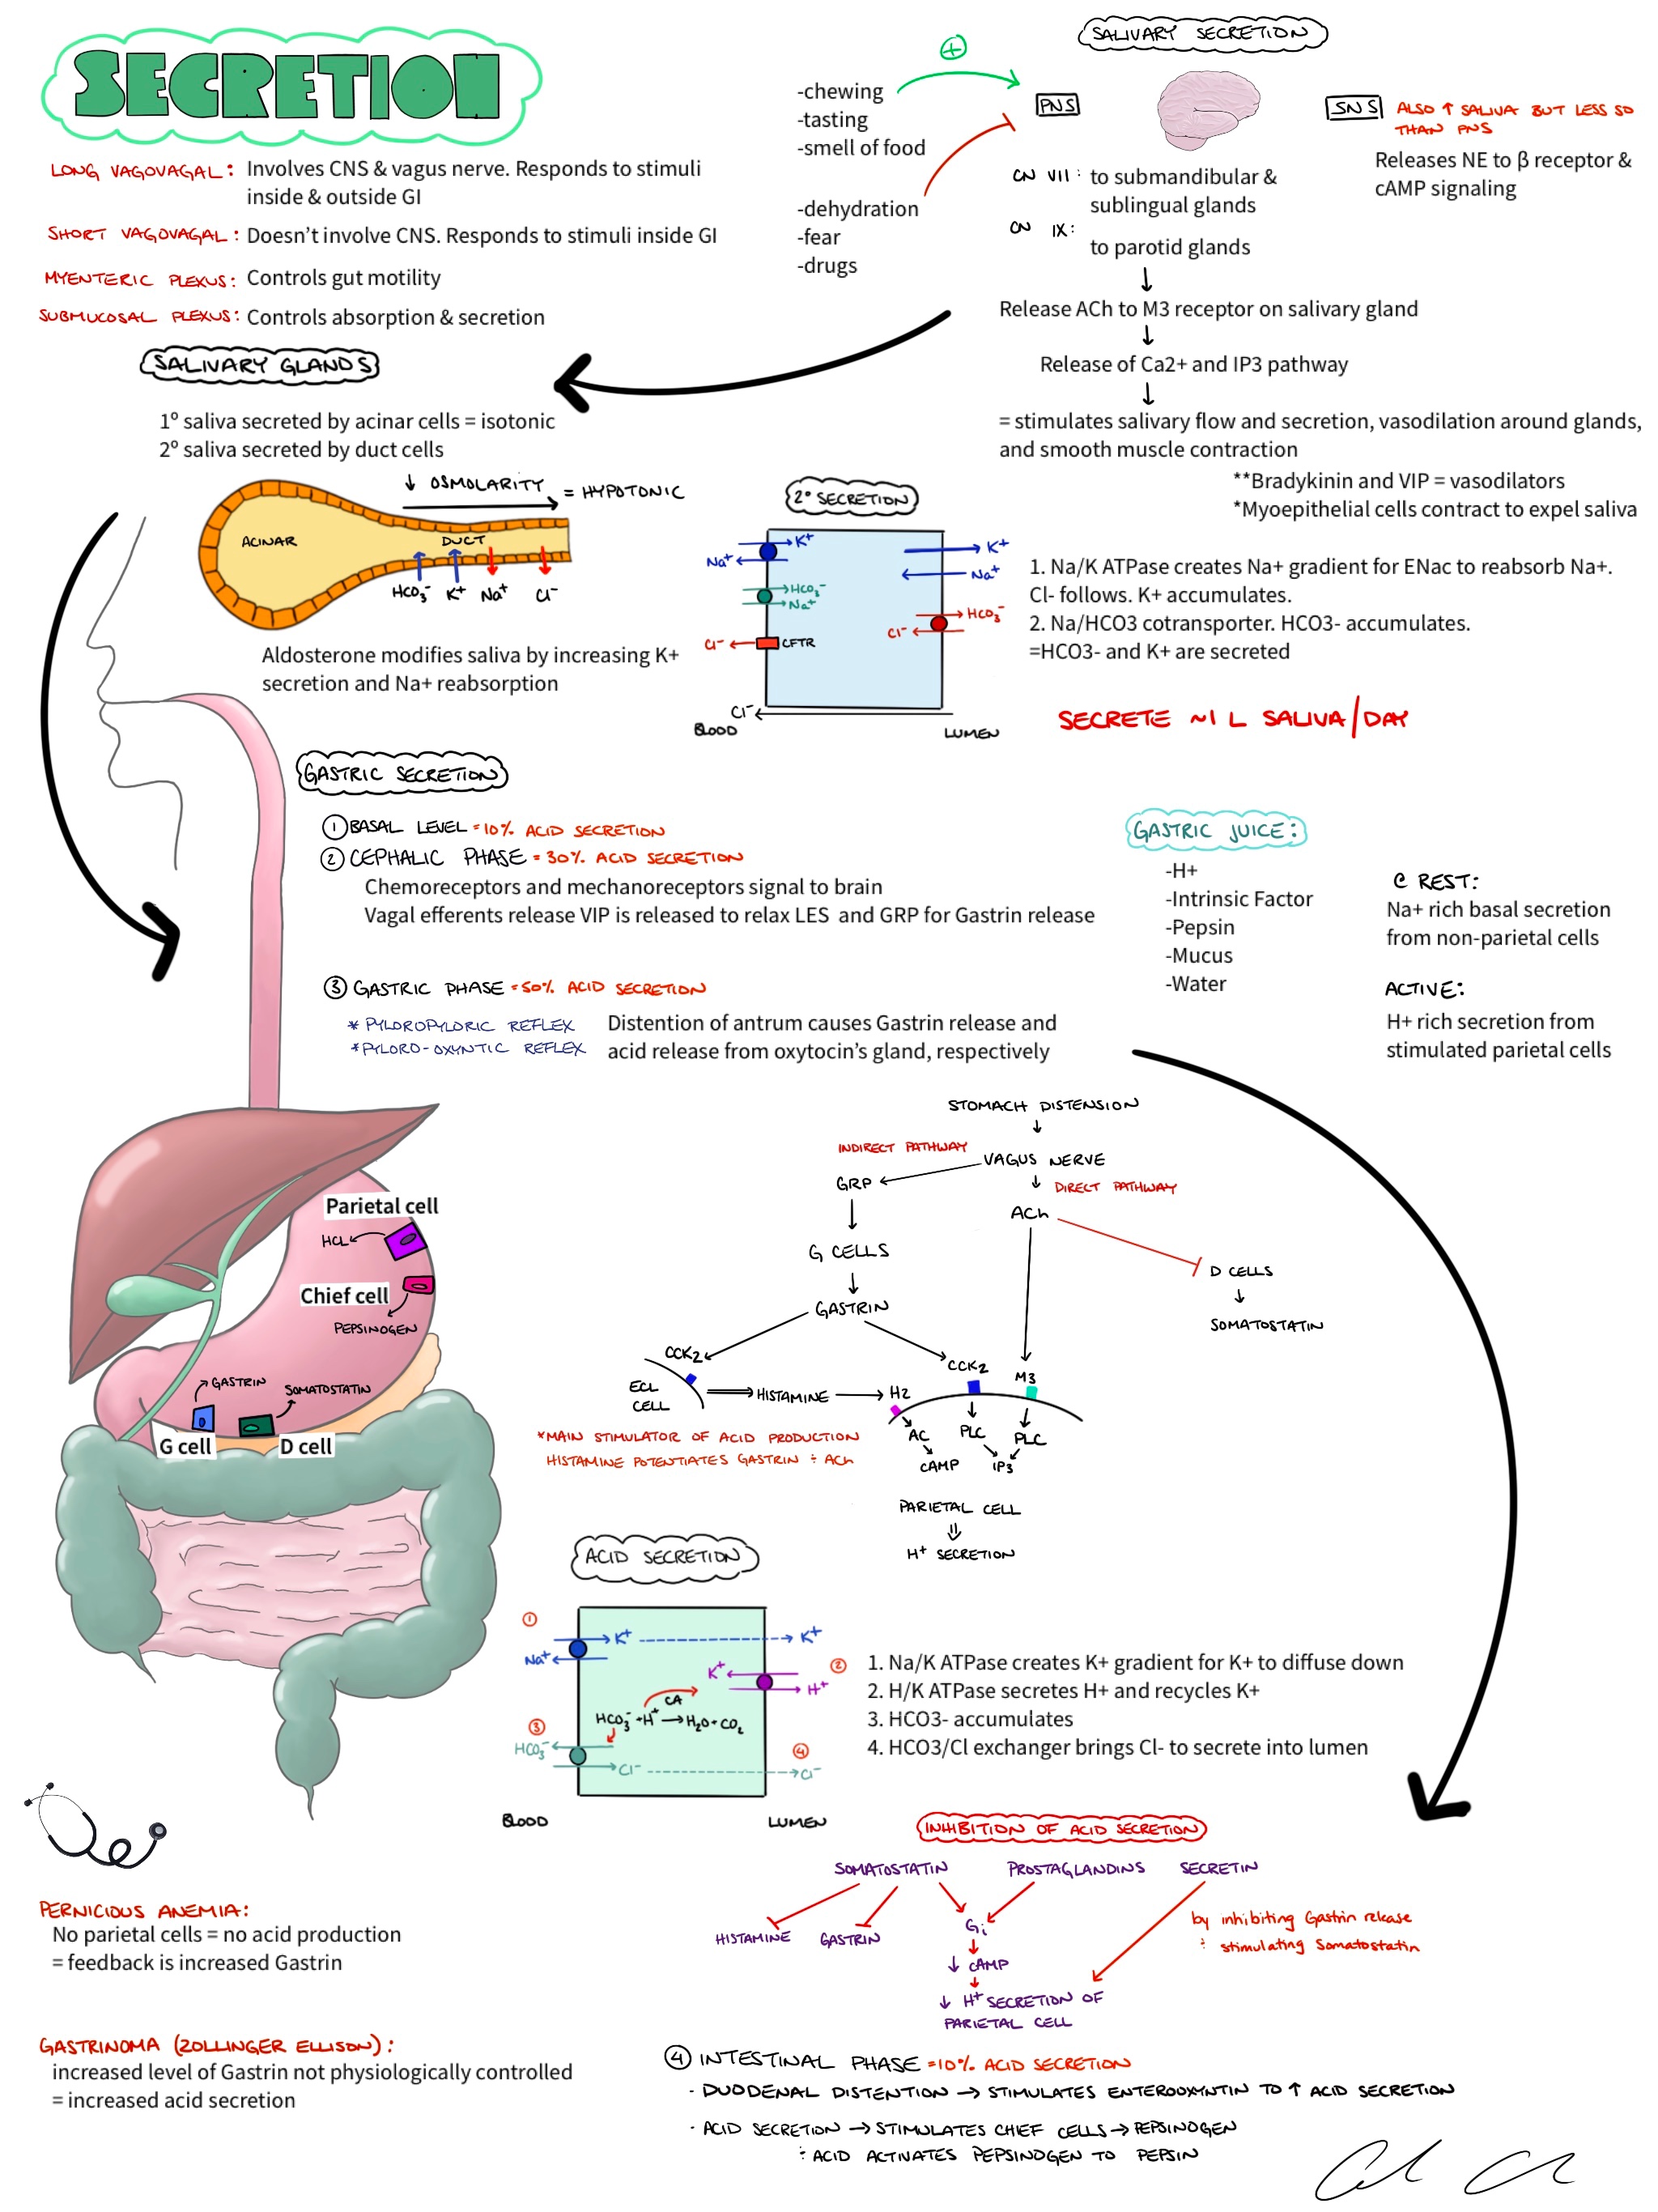 SECRETION
LONG VAGOVAGAL: Involves CNS & vagus nerve. Responds to stimuli
inside & outside GI
SHORT VAGOVAGAL: Doesn't involve CNS. Responds to stimuli inside GI
MYENTERIC PLEXUS: Controls gut motility
SUBMUCOSAL PLEXUS: Controls absorption & secretion
SALIVARY SECRETION
+
-chewing
-tasting
-smell of food
-dehydration
-fear
-drugs
PNS
CN VII: to submandibular &
sublingual glands
CN IX:
to parotid glands
SNS ALSO ↑ SALIVA BUT LESS SO
THAN PNS
Releases NE to β receptor &
cAMP signaling
Release ACh to M3 receptor on salivary gland
Release of Ca2+ and IP3 pathway
= stimulates salivary flow and secretion, vasodilation around glands,
and smooth muscle contraction
**Bradykinin and VIP = vasodilators
*Myoepithelial cells contract to expel saliva
SALIVARY GLANDS
1º saliva secreted by acinar cells = isotonic
2º saliva secreted by duct cells
↓ OSMOLARITY = HYPOTONIC
ACINAR
DUCT
HCO3- K+ Na+ Cl-
Aldosterone modifies saliva by increasing K+
secretion and Na+ reabsorption
2° SECRETION
K+
Na+
HCO3-
Na+
Cl- CFTR
Cl-
K+
Na+
HCO3-
Cl-
BLOOD
LUMEN
1. Na/K ATPase creates Na+ gradient for ENac to reabsorb Na+.
Cl- follows. K+ accumulates.
2. Na/HCO3 cotransporter. HCO3- accumulates.
=HCO3- and K+ are secreted
SECRETE ~1 L SALIVA/DAY
GASTRIC SECRETION
① BASAL LEVEL = 10% ACID SECRETION
② CEPHALIC PHASE = 30% ACID SECRETION
Chemoreceptors and mechanoreceptors signal to brain
Vagal efferents release VIP is released to relax LES and GRP for Gastrin release
③ GASTRIC PHASE = 50% ACID SECRETION
* PYLOROPYLORIC REFLEX
* PYLORO-OXYNTIC REFLEX
Distention of antrum causes Gastrin release and
acid release from oxytocin's gland, respectively
GASTRIC JUICE:
-H+
-Intrinsic Factor
-Pepsin
-Mucus
-Water
@ REST:
Na+ rich basal secretion
from non-parietal cells
ACTIVE:
H+ rich secretion from
stimulated parietal cells
Parietal cell
HCL
Chief cell
PEPSINOGEN
GASTRIN
SOMATOSTATIN
G cell
D cell
STOMACH DISTENSION
INDIRECT PATHWAY
VAGUS NERVE
GRP
DIRECT PATHWAY
ACh
G CELLS
D CELLS
GASTRIN
SOMATOSTATIN
CCK2
CCK2
M3
ECL
CELL
HISTAMINE
H2
AC
PLC
PLC
cAMP
IP3
*MAIN STIMULATOR OF ACID PRODUCTION
HISTAMINE POTENTIATES GASTRIN ÷ ACh
PARIETAL CELL
H+ SECRETION
ACID SECRETION
①
K+
K+
Na+
K+
②
H+
CA
HCO3- + H+ → H2O + CO2
③
HCO3-
④
Cl-
Cl-
BLOOD
LUMEN
1. Na/K ATPase creates K+ gradient for K+ to diffuse down
2. H/K ATPase secretes H+ and recycles K+
3. HCO3- accumulates
4. HCO3/Cl exchanger brings Cl- to secrete into lumen
INHIBITION OF ACID SECRETION
SOMATOSTATIN PROSTAGLANDINS SECRETIN
HISTAMINE GASTRIN Gi
by inhibiting Gastrin release
÷ stimulating Somatostatin
↓ cAMP
↓ H+ SECRETION OF
PARIETAL CELL
PERNICIOUS ANEMIA:
No parietal cells = no acid production
= feedback is increased Gastrin
GASTRINOMA (ZOLLINGER ELLISON):
increased level of Gastrin not physiologically controlled
= increased acid secretion
④ INTESTINAL PHASE = 10% ACID SECRETION
- DUODENAL DISTENTION → STIMULATES ENTEROOXYNTIN TO ↑ ACID SECRETION
- ACID SECRETION → STIMULATES CHIEF CELLS → PEPSINOGEN
÷ ACID ACTIVATES PEPSINOGEN TO PEPSIN